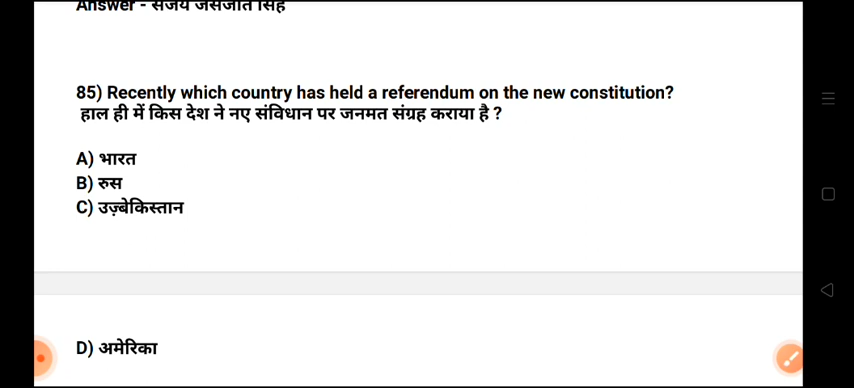 Answer - संजय जसजीत सिंह
85) Recently which country has held a referendum on the new constitution?
हाल ही में किस देश ने नए संविधान पर जनमत संग्रह कराया है ?
A) भारत
B) रुस
C) उज़्बेकिस्तान
D) अमेरिका